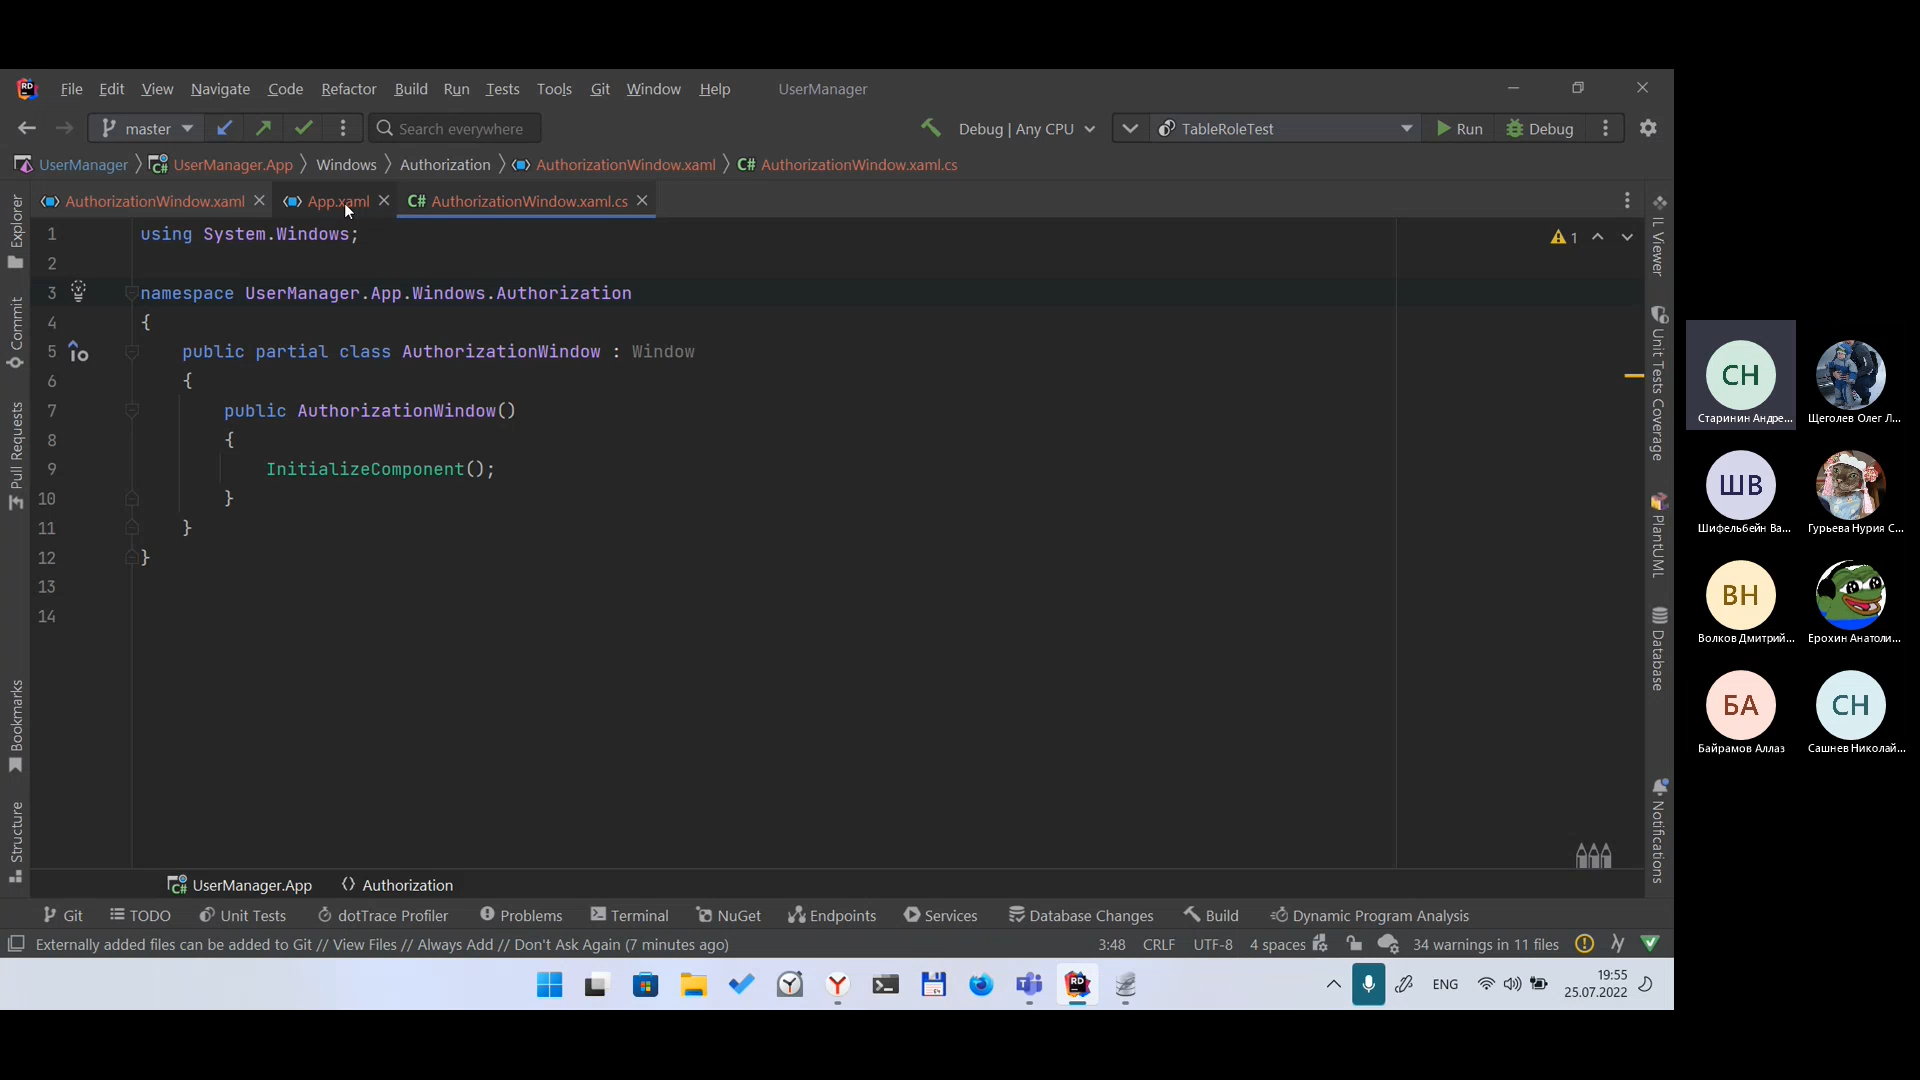 File Edit View Navigate Code Refactor Build Run Tests Tools Git Window Help UserManager
master Search everywhere Debug | Any CPU TableRoleTest Run Debug
UserManager UserManager.App Windows Authorization AuthorizationWindow.xaml C# AuthorizationWindow.xaml.cs
AuthorizationWindow.xaml App.xaml C# AuthorizationWindow.xaml.cs
1 using System.Windows;
2
3 namespace UserManager.App.Windows.Authorization
4 {
5 public partial class AuthorizationWindow : Window
6 {
7 public AuthorizationWindow()
8 {
9 InitializeComponent();
10 }
11 }
12 }
13
14
1
Explorer
Commit
Pull Requests
Bookmarks
Structure
IL Viewer
Unit Tests Coverage
PlantUML
Database
Notifications
UserManager.App Authorization
Git TODO Unit Tests dotTrace Profiler Problems Terminal NuGet Endpoints Services Database Changes Build Dynamic Program Analysis
Externally added files can be added to Git // View Files // Always Add // Don't Ask Again (7 minutes ago) 3:48 CRLF UTF-8 4 spaces 34 warnings in 11 files
ENG 19:55
25.07.2022
СН
Старинин Андре... Щеголев Олег Л...
ШВ
Шифельбейн Ва... Гурьева Нурия С...
ВН
Волков Дмитрий... Ерохин Анатоли...
БА СН
Байрамов Аллаз Сашнев Николай...